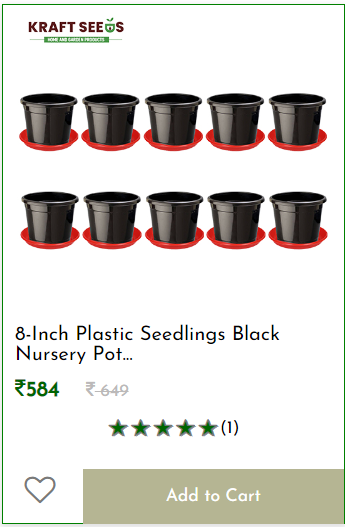 KRAFT SEEDS
HOME AND GARDEN PRODUCTS
8-Inch Plastic Seedlings Black
Nursery Pot...
₹584 ₹ 649
(1)
Add to Cart